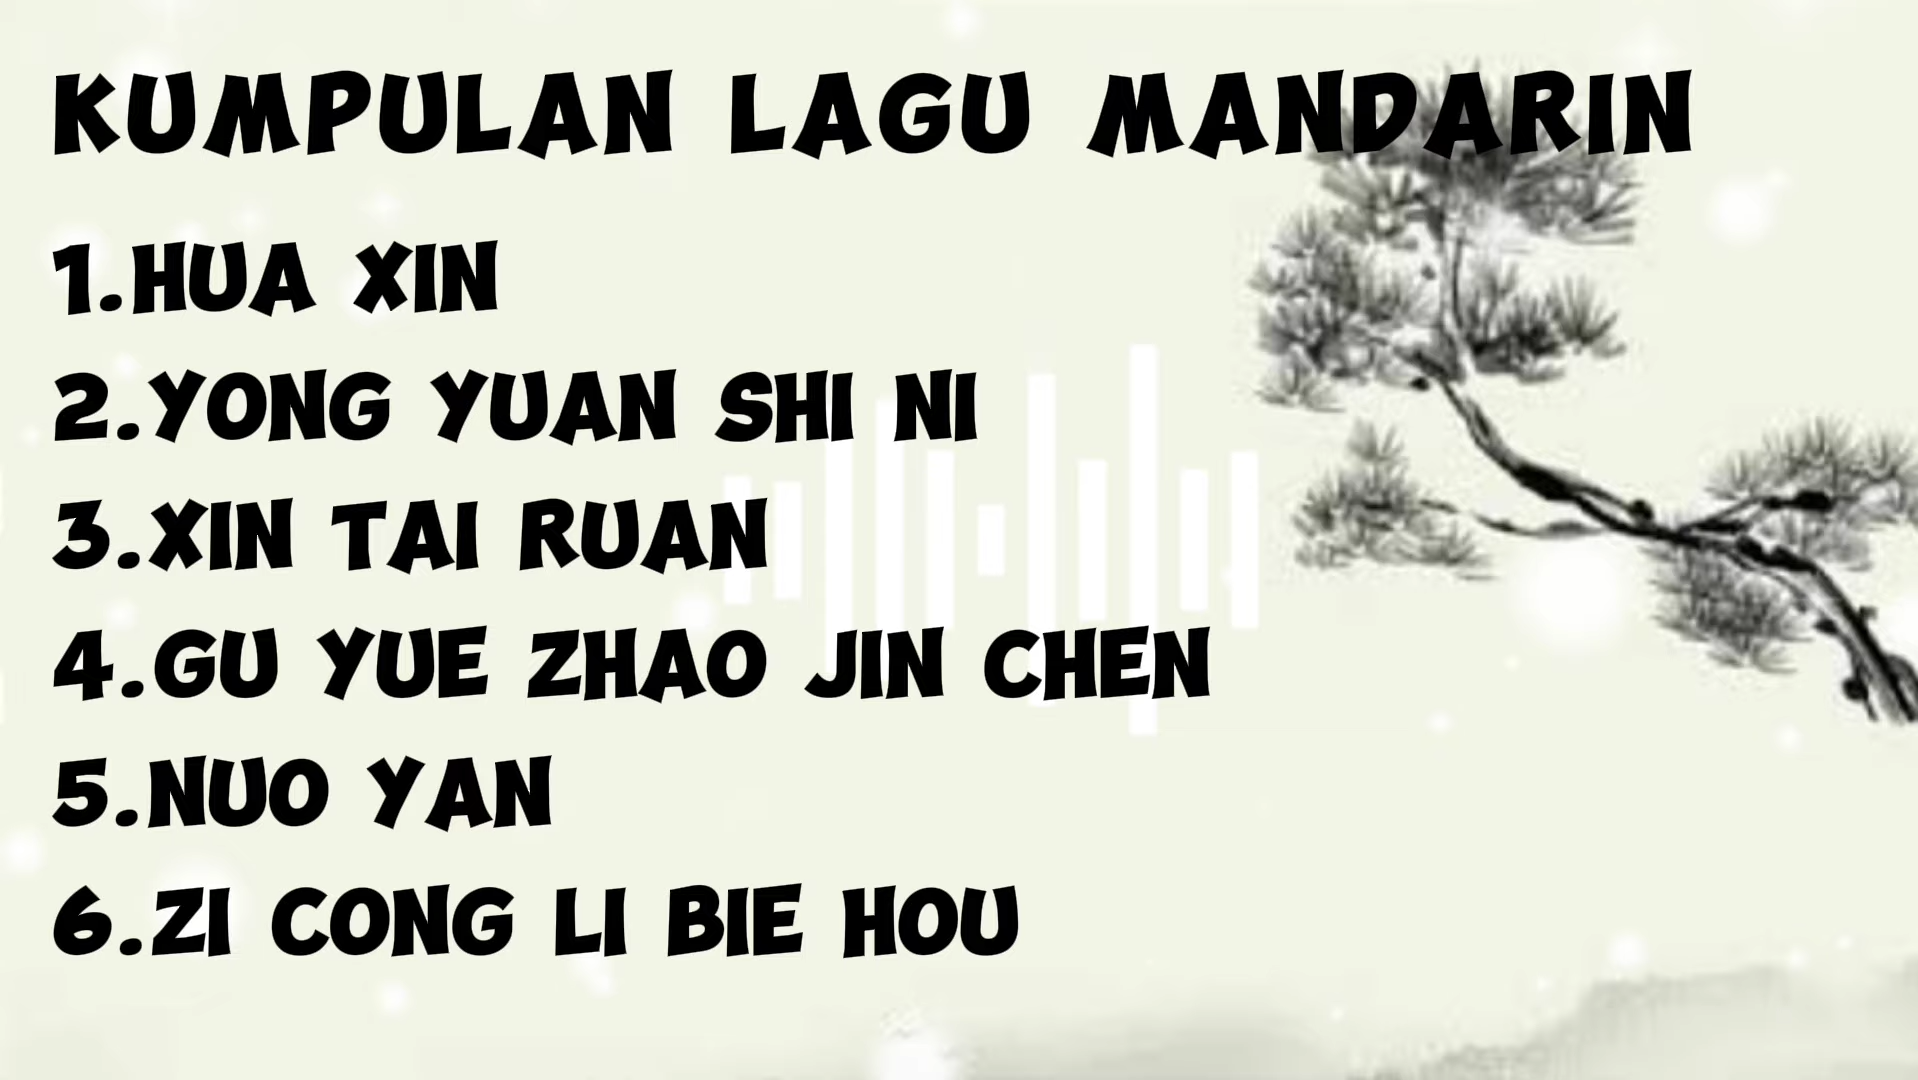 KUMPULAN LAGU MANDARIN
1.HUA XIN
2.YONG YUAN SHI NI
3.XIN TAI RUAN
4.GU YUE ZHAO JIN CHEN
5.NUO YAN
6.ZI CONG LI BIE HOU